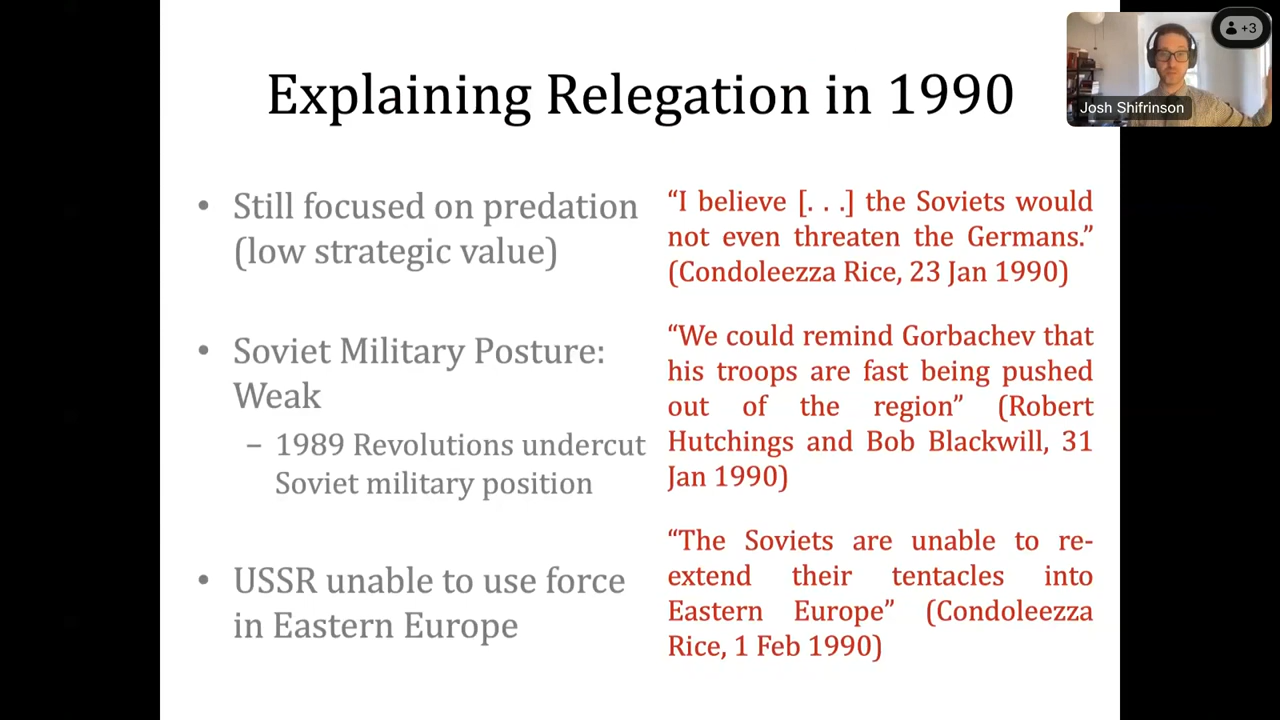 Explaining Relegation in 1990
• Still focused on predation
(low strategic value)
• Soviet Military Posture:
Weak
– 1989 Revolutions undercut
Soviet military position
• USSR unable to use force
in Eastern Europe
“I believe [. . .] the Soviets would
not even threaten the Germans.”
(Condoleezza Rice, 23 Jan 1990)
“We could remind Gorbachev that
his troops are fast being pushed
out of the region” (Robert
Hutchings and Bob Blackwill, 31
Jan 1990)
“The Soviets are unable to re-
extend their tentacles into
Eastern Europe” (Condoleezza
Rice, 1 Feb 1990)
+3
Josh Shifrinson